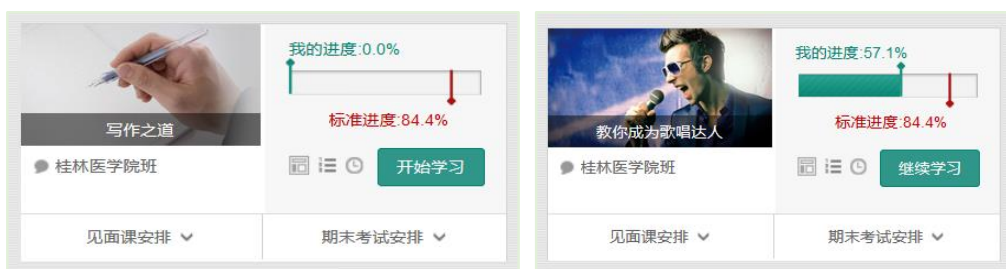 我的进度:0.0%
标准进度:84.4%
写作之道
桂林医学院班
开始学习
见面课安排
期末考试安排
我的进度:57.1%
标准进度:84.4%
教你成为歌唱达人
桂林医学院班
继续学习
见面课安排
期末考试安排